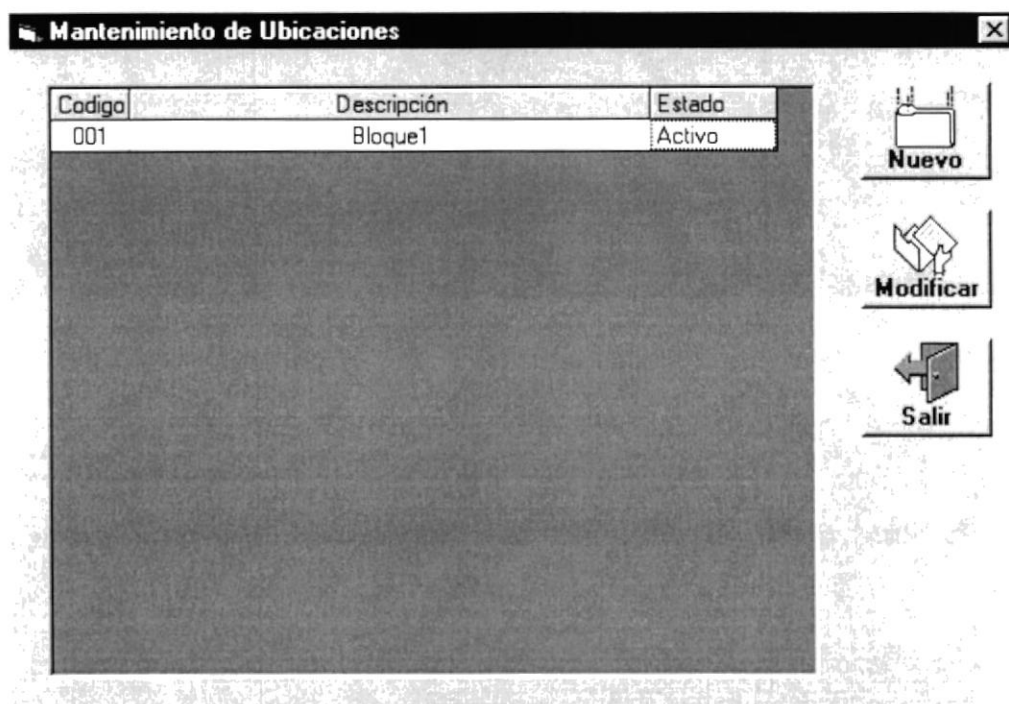 Mantenimiento de Ubicaciones
Codigo Descripción Estado
001 Bloque1 Activo
Nuevo
Modificar
Salir